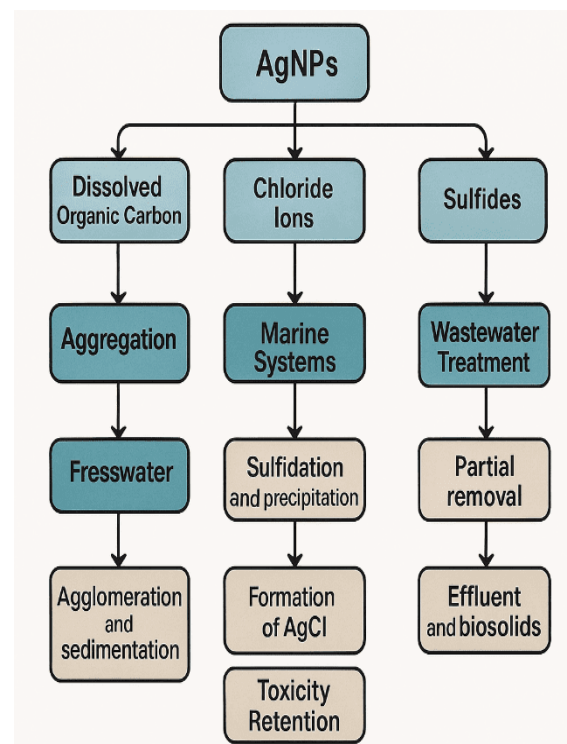 AgNPs
Dissolved
Organic Carbon
Chloride
Ions
Sulfides
Aggregation
Marine
Systems
Wastewater
Treatment
Fresswater
Sulfidation
and precipitation
Partial
removal
Agglomeration
and
sedimentation
Formation
of AgCl
Effluent
and biosolids
Toxicity
Retention